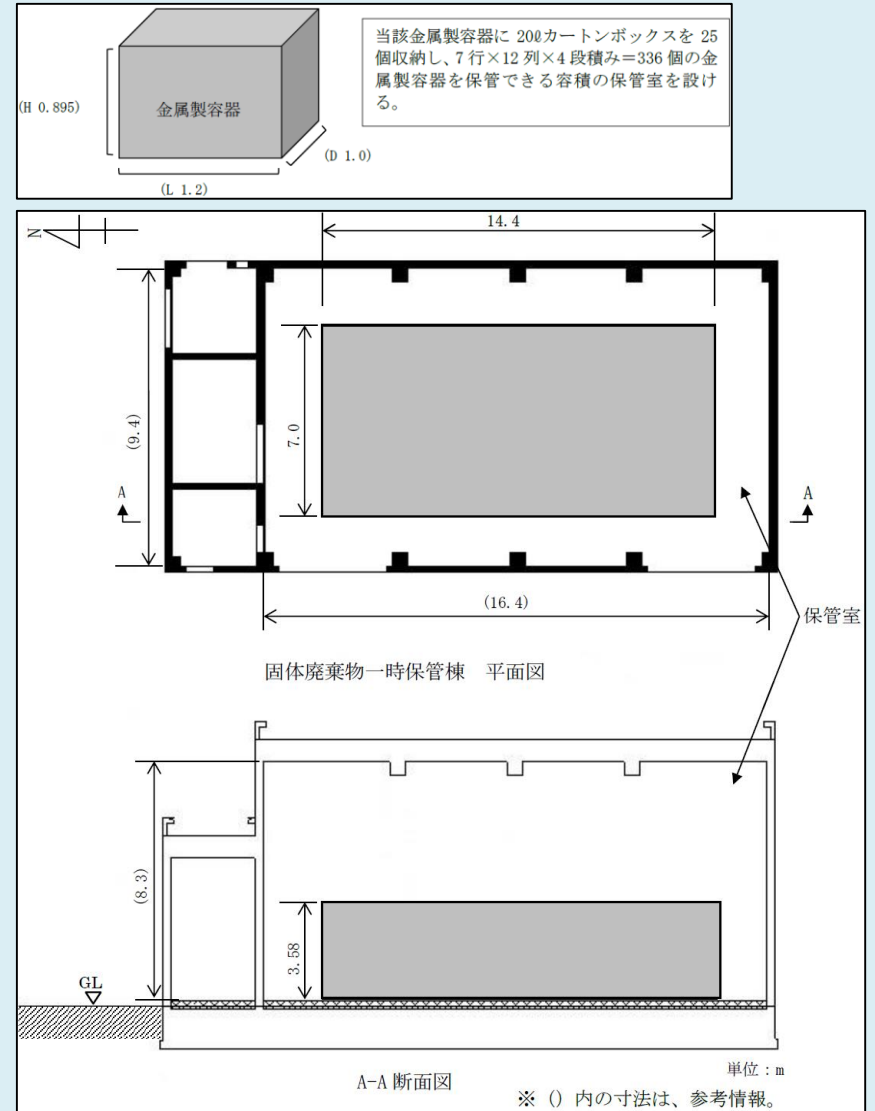 当該金属製容器に 20ℓカートンボックスを 25
個収納し、7 行×12 列×4 段積み＝336 個の金
属製容器を保管できる容積の保管室を設け
る。
(H 0.895)
金属製容器
(D 1.0)
(L 1.2)
N
14.4
(9.4)
7.0
A
A
(16.4)
保管室
固体廃棄物一時保管棟　平面図
(8.3)
3.58
GL
A-A 断面図
単位：m
※ () 内の寸法は、参考情報。